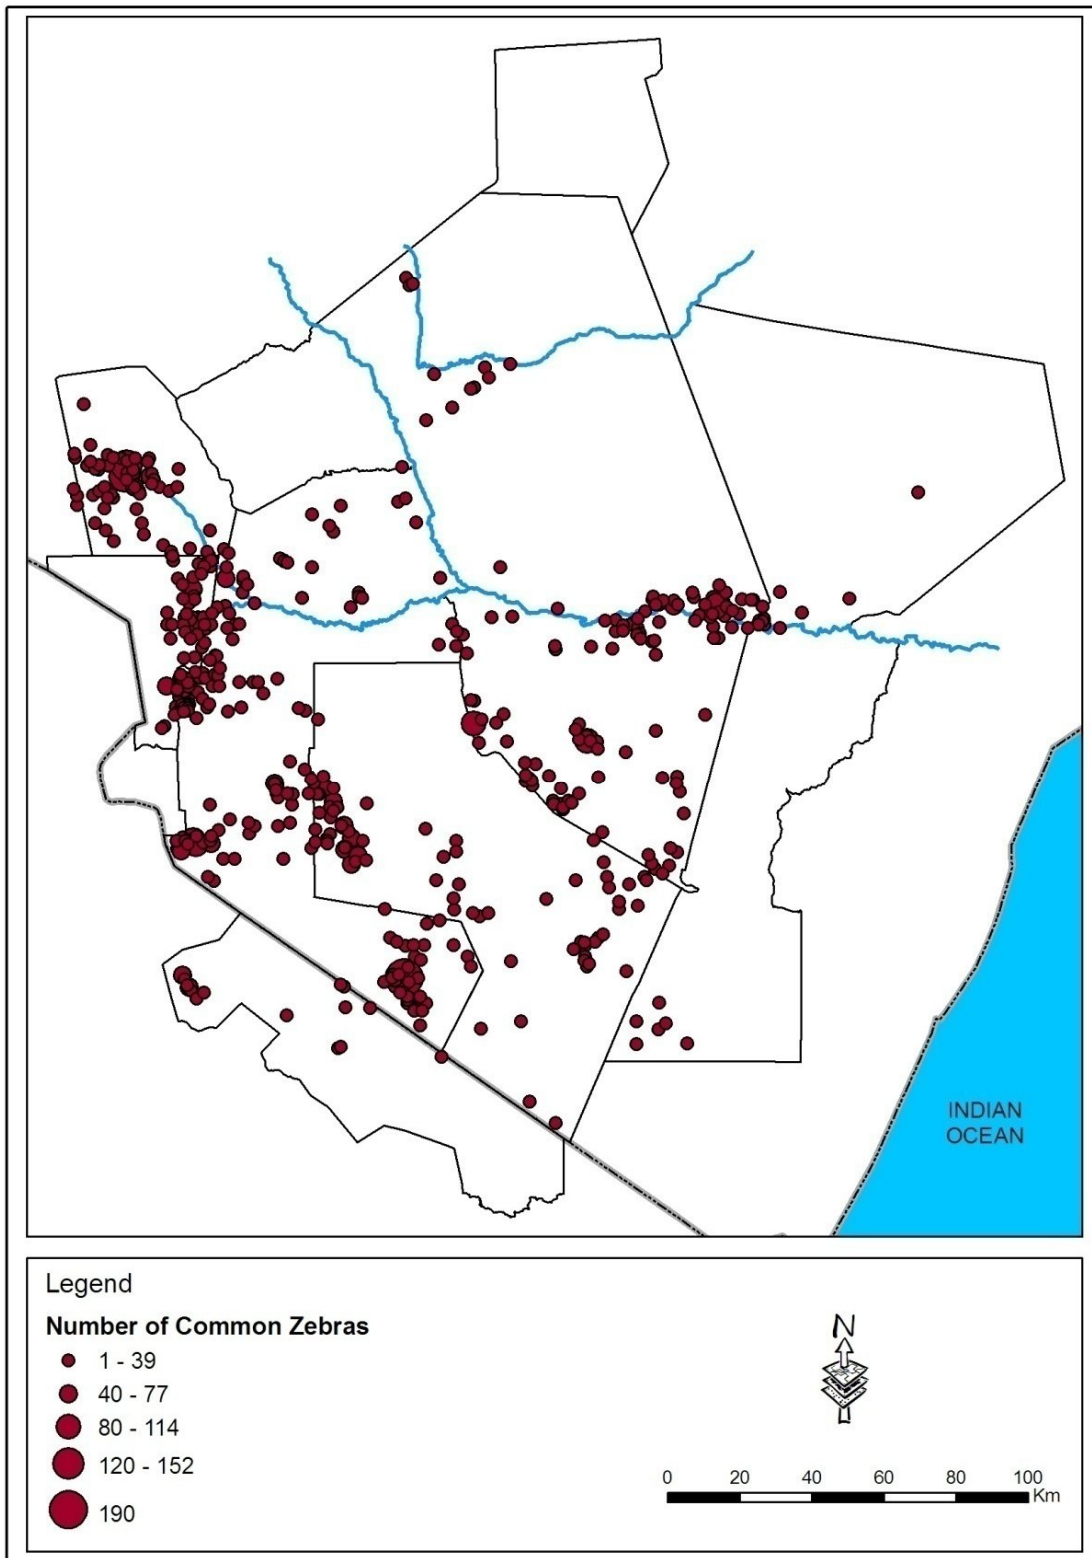 INDIAN
OCEAN
Legend
Number of Common Zebras
1 - 39
40 - 77
80 - 114
120 - 152
190
N
0 20 40 60 80 100
Km